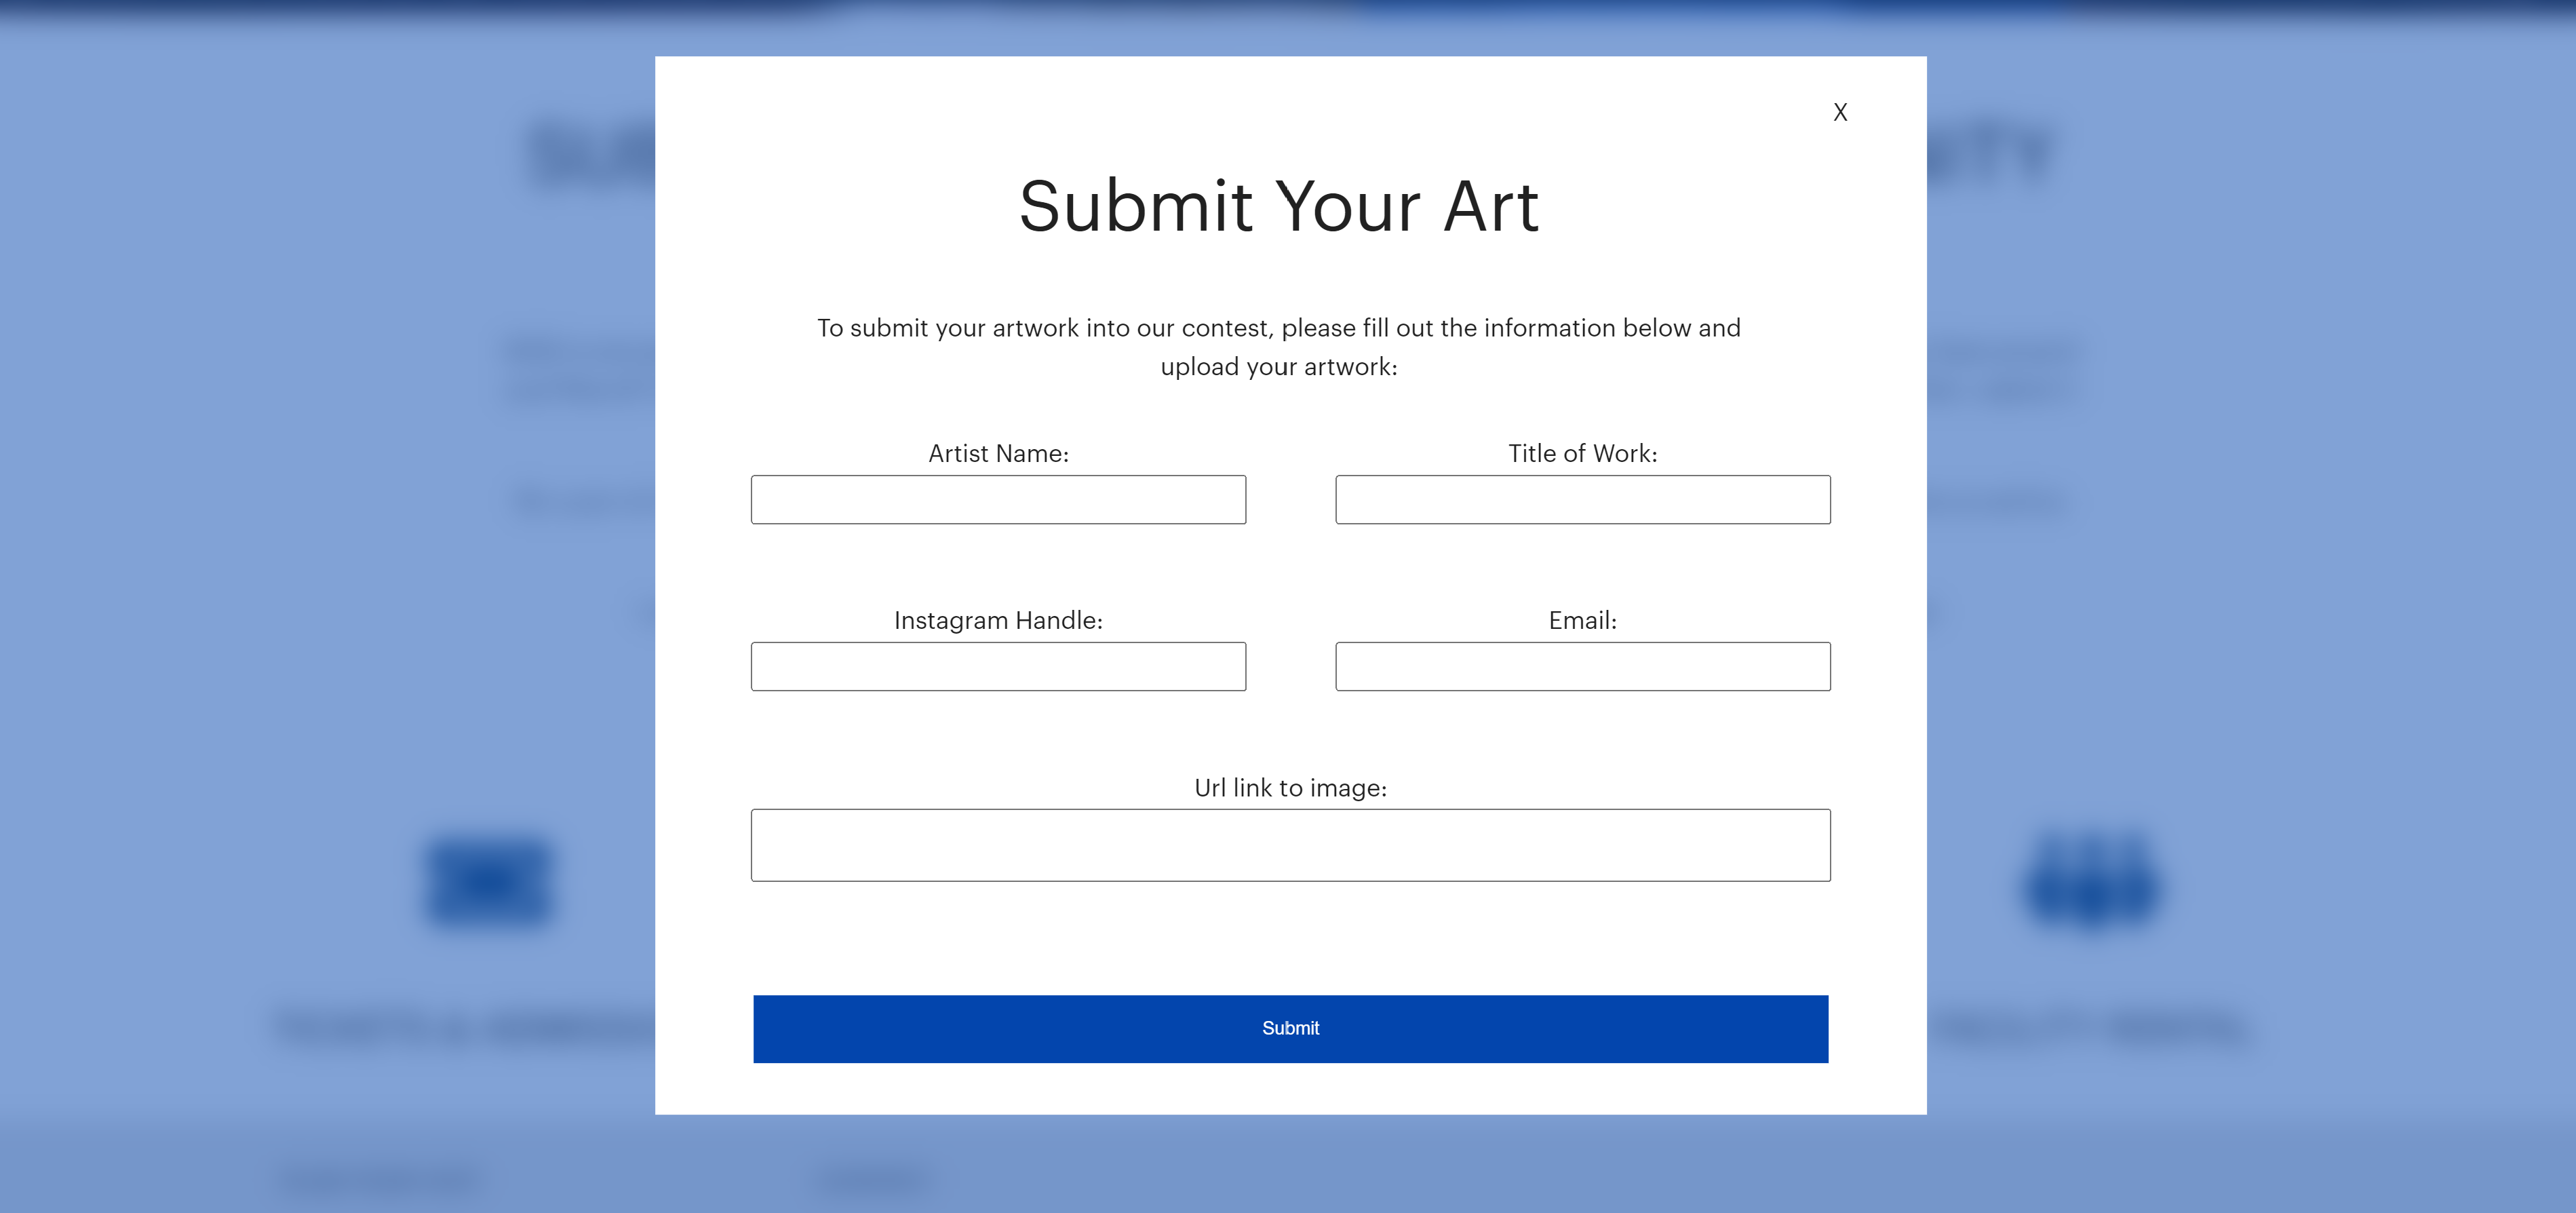 X
Submit Your Art
To submit your artwork into our contest, please fill out the information below and
upload your artwork:
Artist Name:
Title of Work:
Instagram Handle:
Email:
Url link to image:
Submit